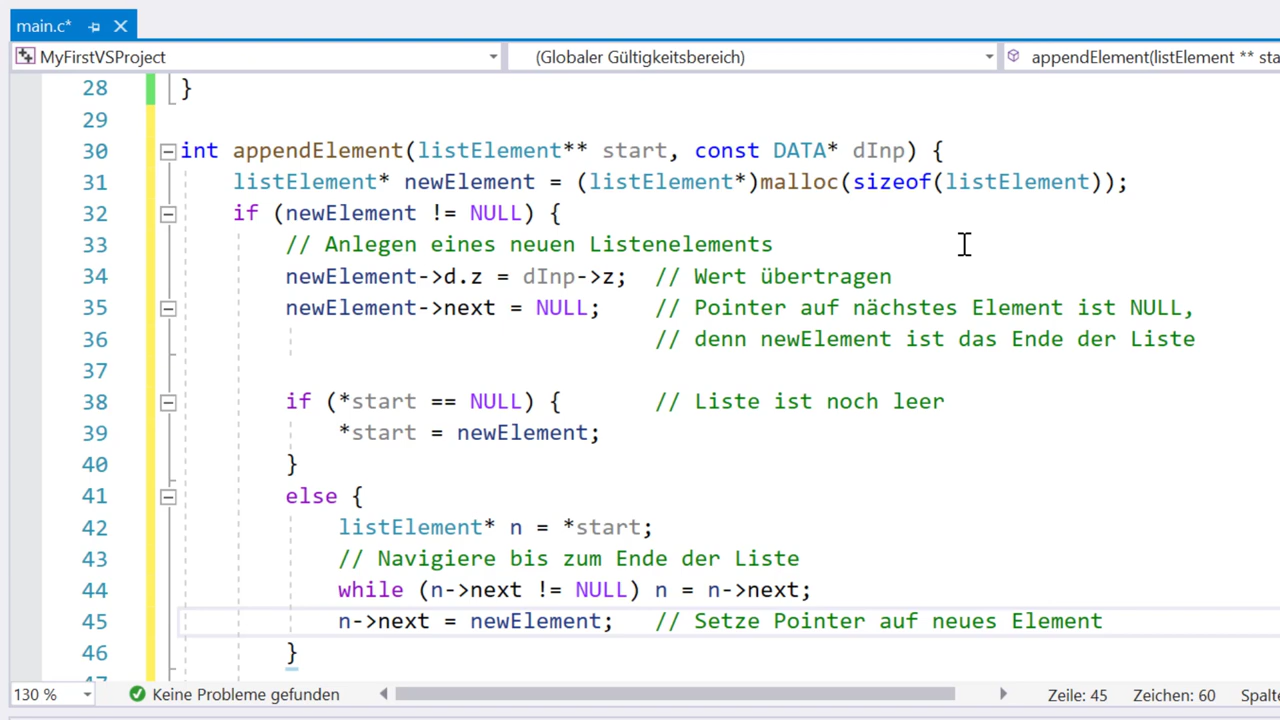 main.c*
MyFirstVSProject (Globaler Gültigkeitsbereich) appendElement(listElement ** sta
28 }
29
30 int appendElement(listElement** start, const DATA* dInp) {
31 listElement* newElement = (listElement*)malloc(sizeof(listElement));
32 if (newElement != NULL) {
33 // Anlegen eines neuen Listenelements
34 newElement->d.z = dInp->z; // Wert übertragen
35 newElement->next = NULL; // Pointer auf nächstes Element ist NULL,
36 // denn newElement ist das Ende der Liste
37
38 if (*start == NULL) { // Liste ist noch leer
39 *start = newElement;
40 }
41 else {
42 listElement* n = *start;
43 // Navigiere bis zum Ende der Liste
44 while (n->next != NULL) n = n->next;
45 n->next = newElement; // Setze Pointer auf neues Element
46 }
130 % Keine Probleme gefunden Zeile: 45 Zeichen: 60 Spalte